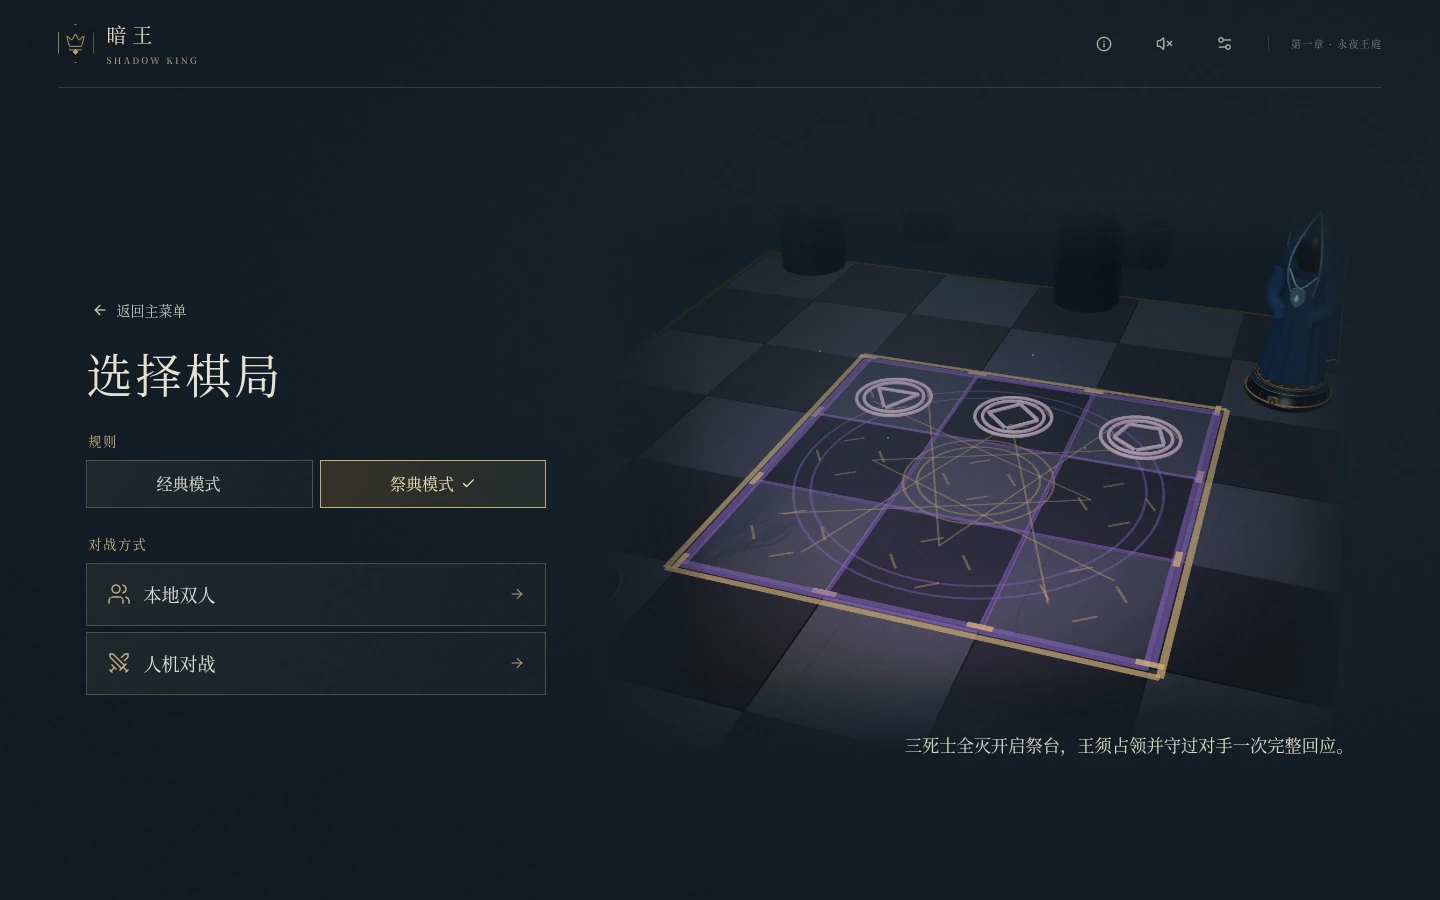 暗王
SHADOW KING
第一章 · 永夜王庭
返回主菜单
选择棋局
规则
经典模式
祭典模式
对战方式
本地双人
人机对战
三死士全灭开启祭台，王须占领并守过对手一次完整回应。